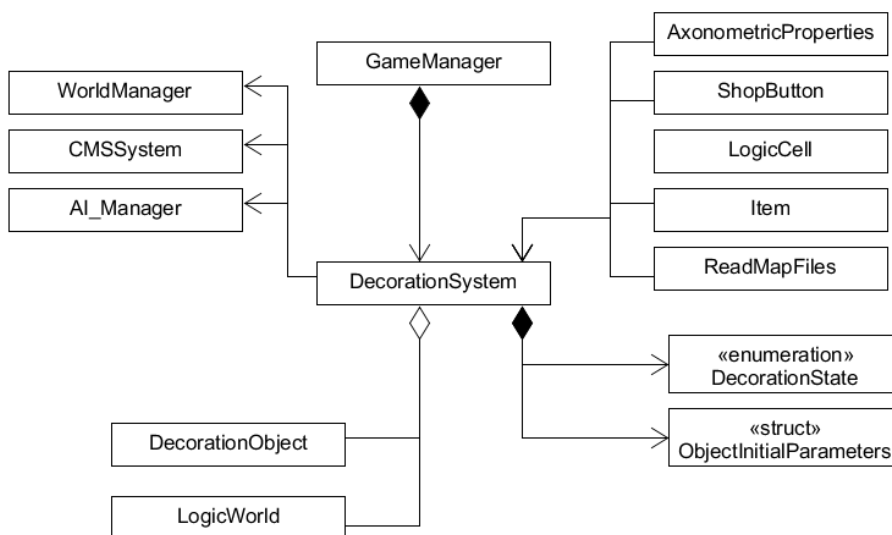 AxonometricProperties
GameManager
WorldManager
ShopButton
CMSSystem
LogicCell
AI_Manager
Item
ReadMapFiles
DecorationSystem
«enumeration»
DecorationState
«struct»
ObjectInitialParameters
DecorationObject
LogicWorld